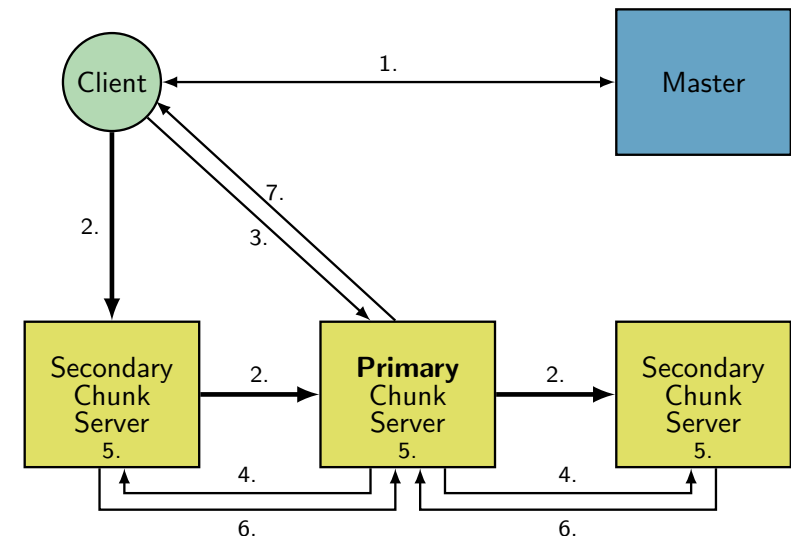 1.
Client
Master
7.
2.
3.
Secondary
Chunk
Server
5.
2.
Primary
Chunk
Server
5.
2.
Secondary
Chunk
Server
5.
4.
4.
6.
6.